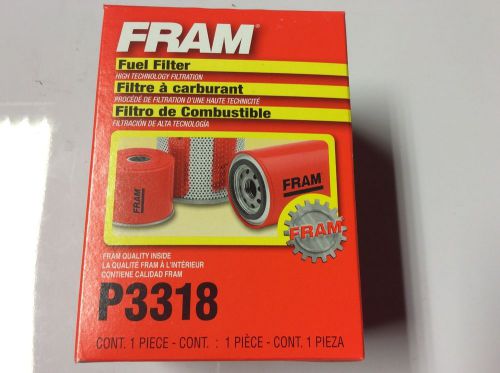 FRAM
Fuel Filter
HIGH TECHNOLOGY FILTRATION
Filtre à carburant
PROCÉDÉ DE FILTRATION D'UNE HAUTE TECHNICITÉ
Filtro de Combustible
FILTRACIÓN DE ALTA TECNOLOGÍA
FRAM
FRAM
FRAM
FRAM QUALITY INSIDE
LA QUALITÉ FRAM À L'INTÉRIEUR
CONTIENE CALIDAD FRAM
P3318
CONT. 1 PIECE - CONT. : 1 PIÈCE - CONT. 1 PIEZA